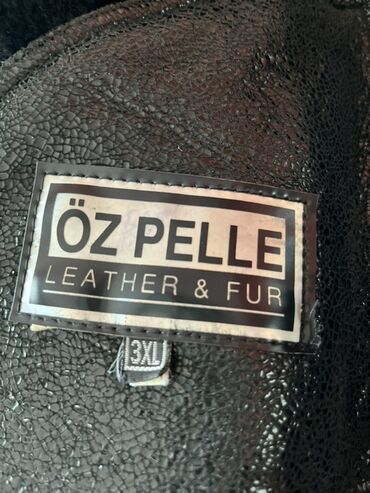 ÖZ PELLE
LEATHER & FUR
3XL